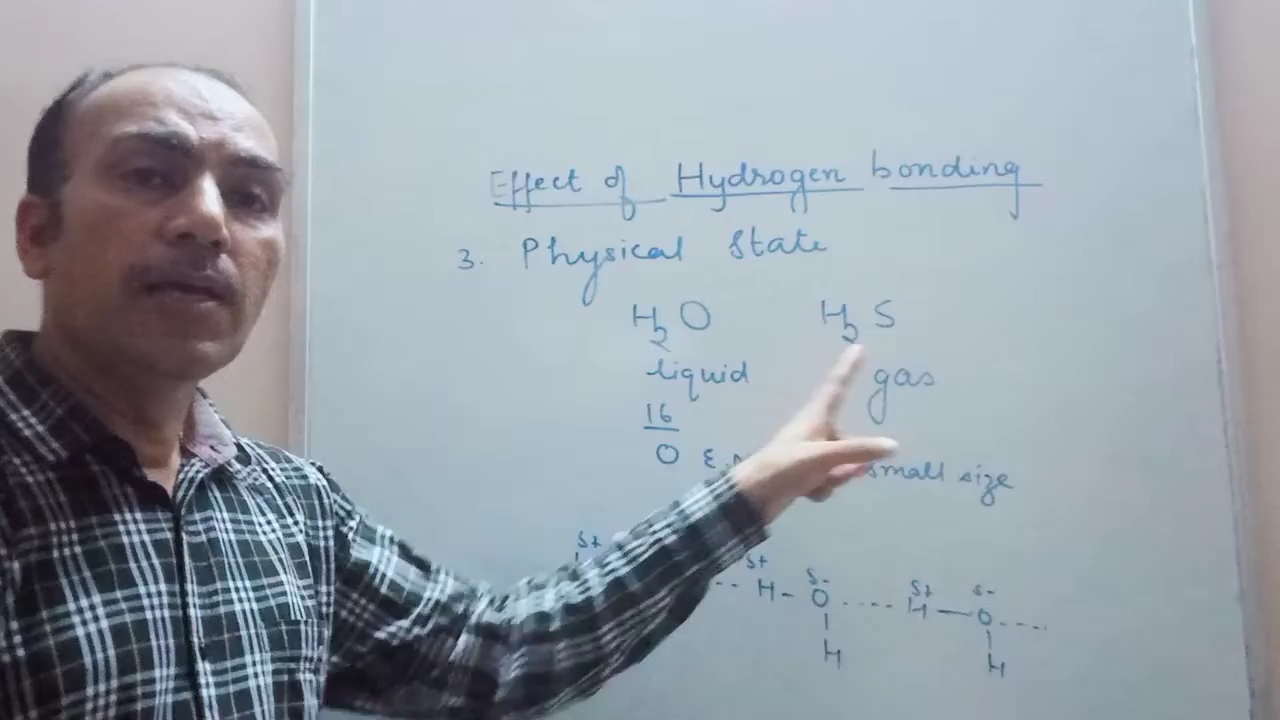 Effect of Hydrogen bonding
3. Physical State
H2O H2S
liquid gas
16
O small size
δ+ δ+ δ- δ+ δ-
H - O .... H — O ...
H H